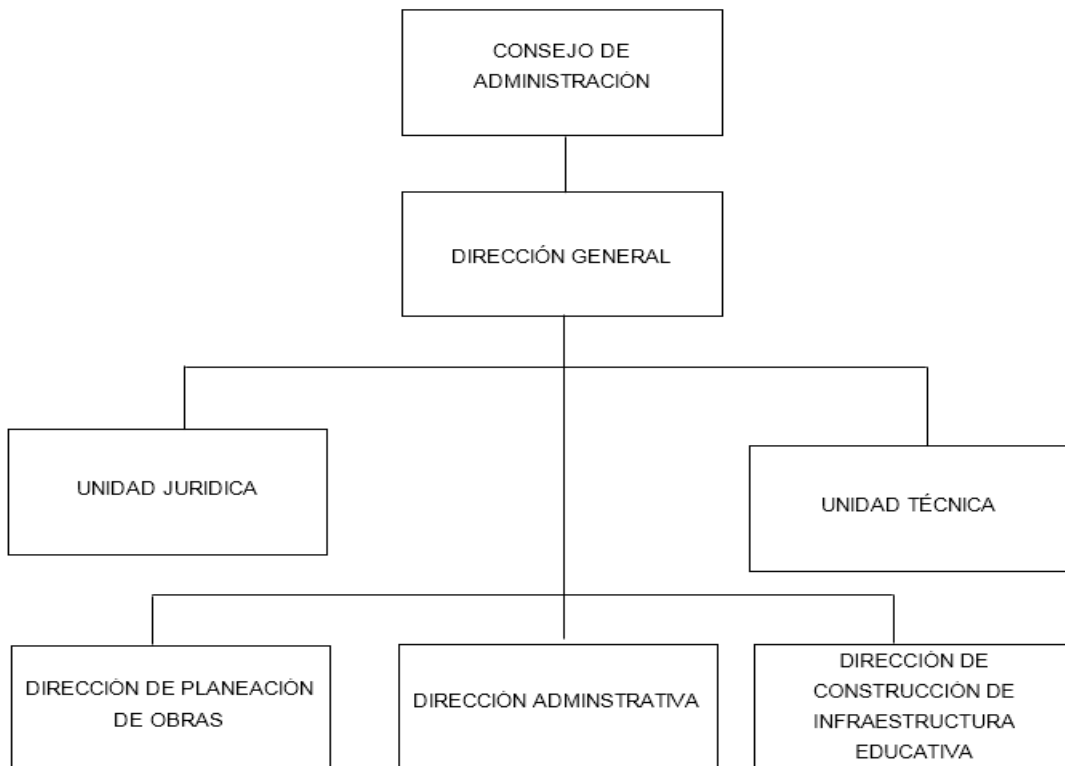 CONSEJO DE
ADMINISTRACIÓN
DIRECCIÓN GENERAL
UNIDAD JURIDICA
UNIDAD TÉCNICA
DIRECCIÓN DE PLANEACIÓN
DE OBRAS
DIRECCIÓN ADMINSTRATIVA
DIRECCIÓN DE
CONSTRUCCIÓN DE
INFRAESTRUCTURA
EDUCATIVA